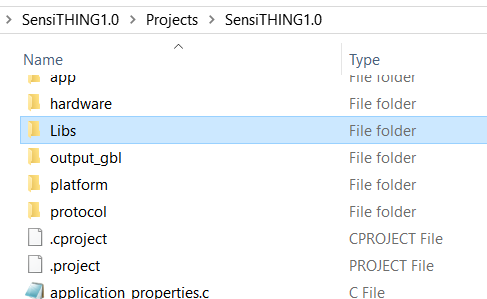 > SensiTHING1.0 > Projects > SensiTHING1.0
Name Type
app File folder
hardware File folder
Libs File folder
output_gbl File folder
platform File folder
protocol File folder
.cproject CPROJECT File
.project PROJECT File
application_properties.c C File